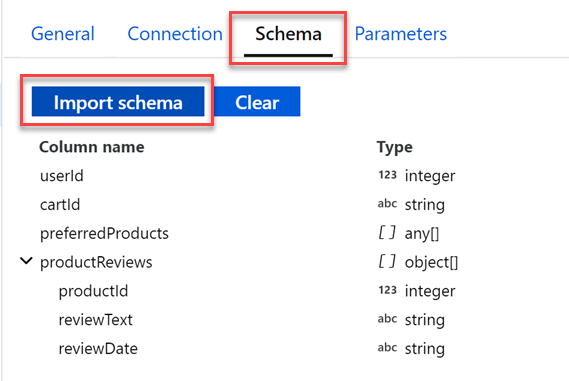 General Connection Schema Parameters
Import schema Clear
Column name Type
userId 123 integer
cartId abc string
preferredProducts [ ] any[]
productReviews [ ] object[]
productId 123 integer
reviewText abc string
reviewDate abc string